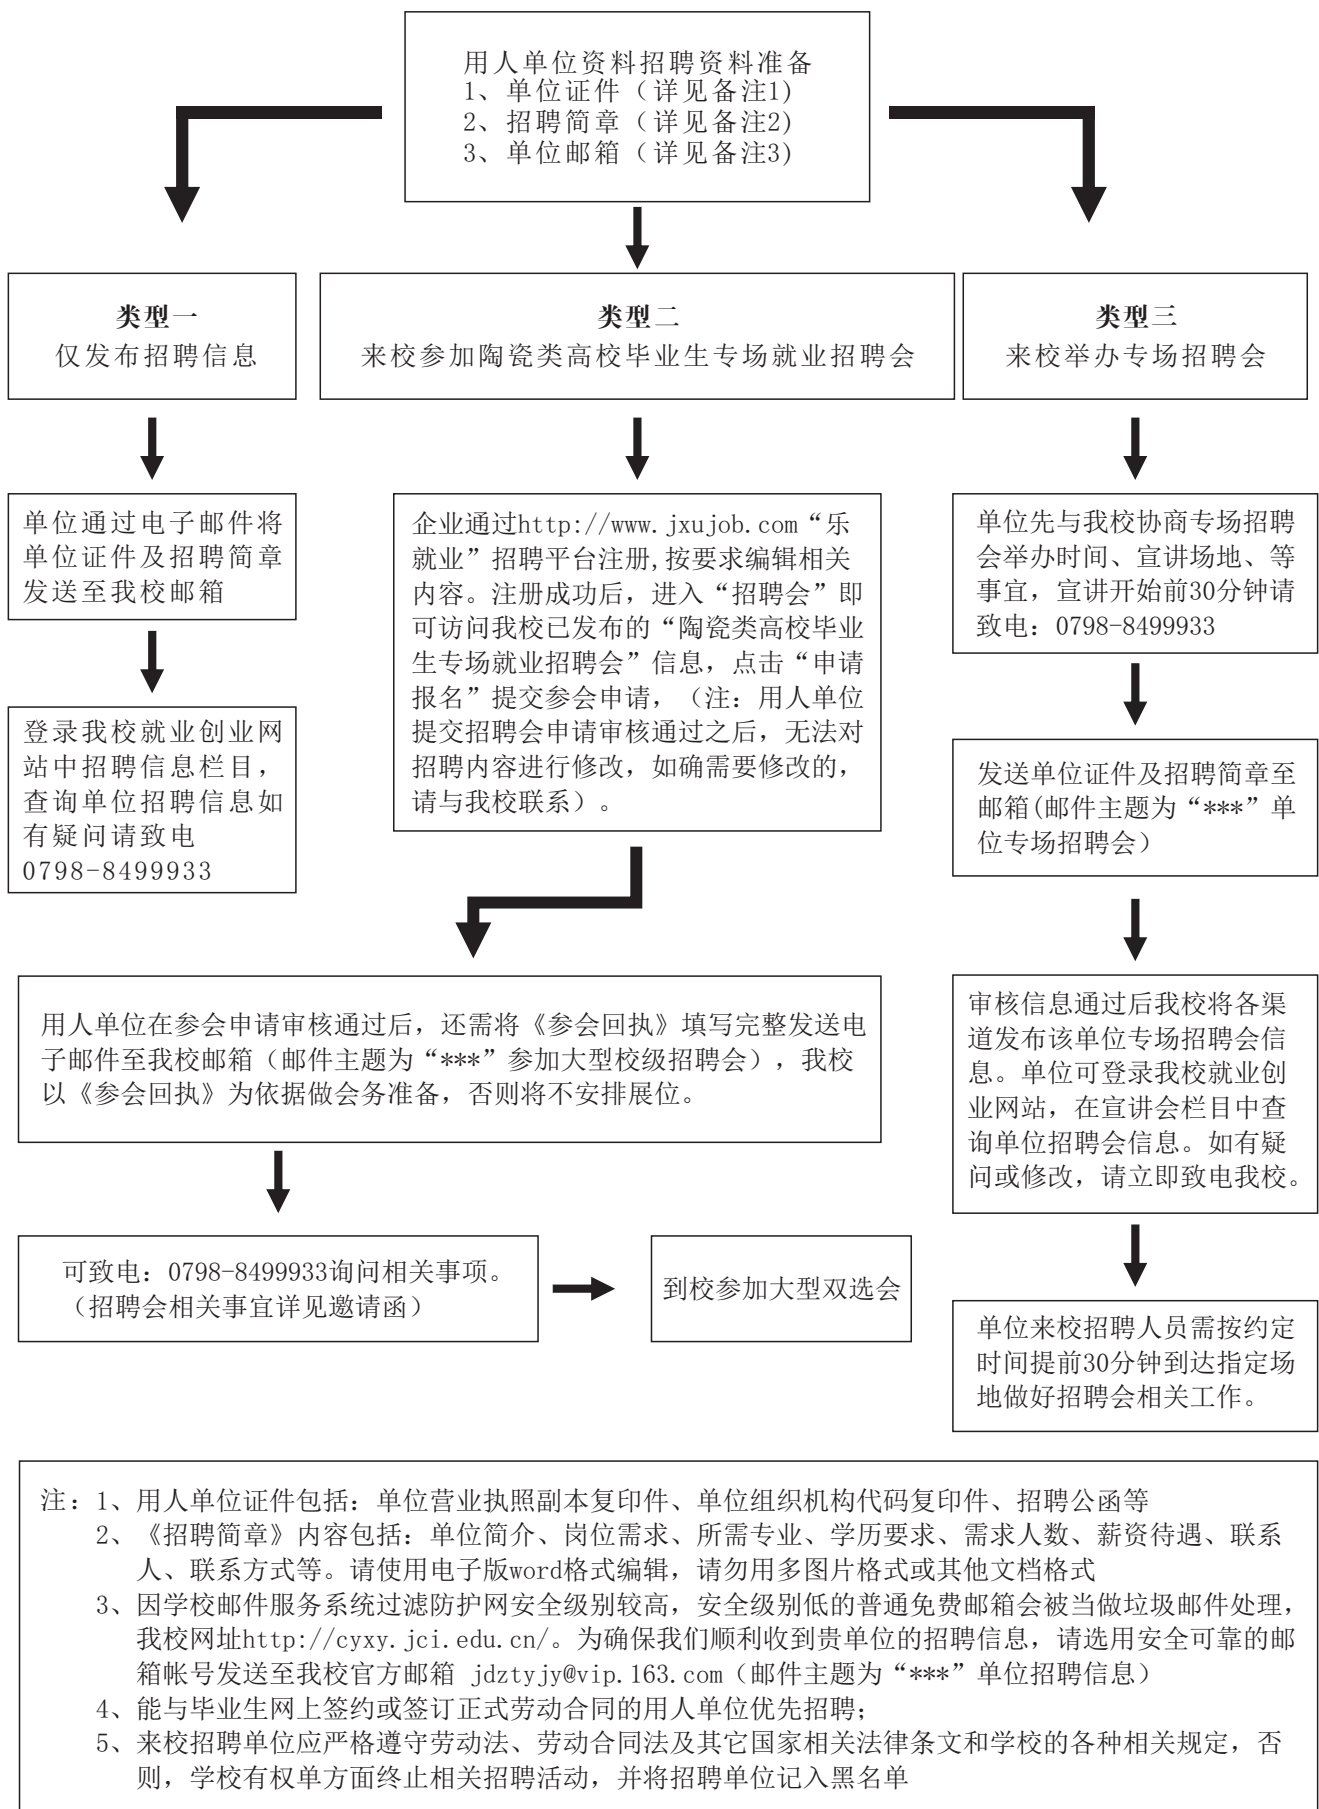 用人单位资料招聘资料准备
1、单位证件（详见备注1)
2、招聘简章（详见备注2)
3、单位邮箱（详见备注3)
类型一
仅发布招聘信息
类型二
来校参加陶瓷类高校毕业生专场就业招聘会
类型三
来校举办专场招聘会
单位通过电子邮件将
单位证件及招聘简章
发送至我校邮箱
登录我校就业创业网
站中招聘信息栏目，
查询单位招聘信息如
有疑问请致电
0798-8499933
企业通过http://www.jxujob.com“乐
就业”招聘平台注册,按要求编辑相关
内容。注册成功后，进入“招聘会”即
可访问我校已发布的“陶瓷类高校毕业
生专场就业招聘会”信息，点击“申请
报名”提交参会申请，（注：用人单位
提交招聘会申请审核通过之后，无法对
招聘内容进行修改，如确需要修改的，
请与我校联系）。
用人单位在参会申请审核通过后，还需将《参会回执》填写完整发送电
子邮件至我校邮箱（邮件主题为“***”参加大型校级招聘会），我校
以《参会回执》为依据做会务准备，否则将不安排展位。
可致电：0798-8499933询问相关事项。
（招聘会相关事宜详见邀请函）
到校参加大型双选会
单位先与我校协商专场招聘
会举办时间、宣讲场地、等
事宜，宣讲开始前30分钟请
致电：0798-8499933
发送单位证件及招聘简章至
邮箱(邮件主题为“***”单
位专场招聘会）
审核信息通过后我校将各渠
道发布该单位专场招聘会信
息。单位可登录我校就业创
业网站，在宣讲会栏目中查
询单位招聘会信息。如有疑
问或修改，请立即致电我校。
单位来校招聘人员需按约定
时间提前30分钟到达指定场
地做好招聘会相关工作。
注：1、用人单位证件包括：单位营业执照副本复印件、单位组织机构代码复印件、招聘公函等
2、《招聘简章》内容包括：单位简介、岗位需求、所需专业、学历要求、需求人数、薪资待遇、联系
人、联系方式等。请使用电子版word格式编辑，请勿用多图片格式或其他文档格式
3、因学校邮件服务系统过滤防护网安全级别较高，安全级别低的普通免费邮箱会被当做垃圾邮件处理，
我校网址http://cyxy.jci.edu.cn/。为确保我们顺利收到贵单位的招聘信息，请选用安全可靠的邮
箱帐号发送至我校官方邮箱 jdztyjy@vip.163.com（邮件主题为“***”单位招聘信息）
4、能与毕业生网上签约或签订正式劳动合同的用人单位优先招聘；
5、来校招聘单位应严格遵守劳动法、劳动合同法及其它国家相关法律条文和学校的各种相关规定，否
则，学校有权单方面终止相关招聘活动，并将招聘单位记入黑名单